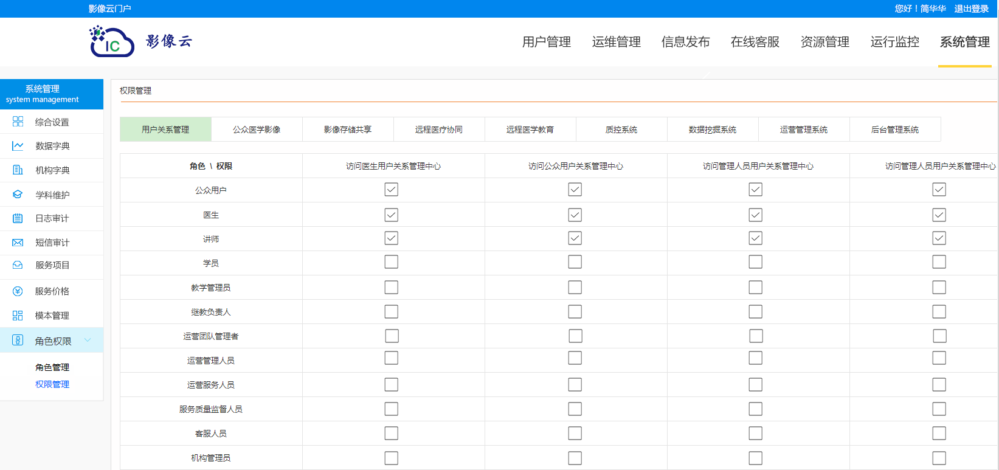 影像云门户
您好！简华华 退出登录
IC 影像云
用户管理 运维管理 信息发布 在线客服 资源管理 运行监控 系统管理
系统管理
system management
综合设置
数据字典
机构字典
学科维护
日志审计
短信审计
服务项目
服务价格
模本管理
角色权限
角色管理
权限管理
权限管理
用户关系管理 公众医学影像 影像存储共享 远程医疗协同 远程医学教育 质控系统 数据挖掘系统 运营管理系统 后台管理系统
角色 \ 权限 访问医生用户关系管理中心 访问公众用户关系管理中心 访问管理人员用户关系管理中心 访问管理人员用户关系管理中心
公众用户
医生
讲师
学员
教学管理员
继教负责人
运营团队管理者
运营管理人员
运营服务人员
服务质量监督人员
客服人员
机构管理员